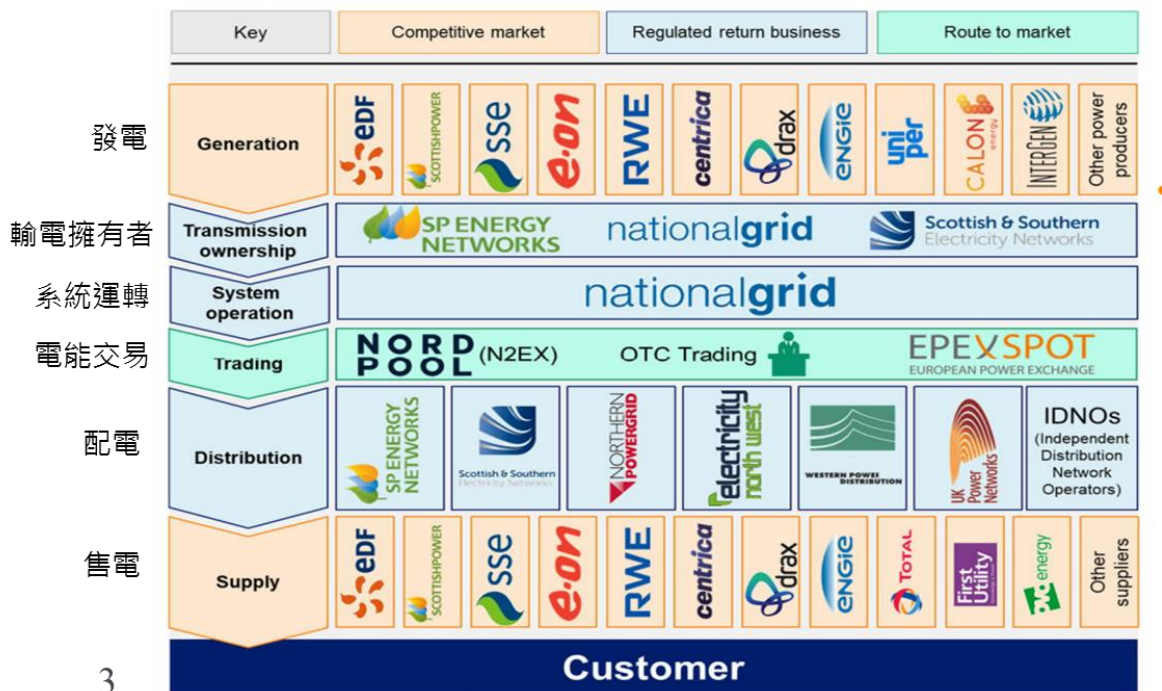 Key
Competitive market
Regulated return business
Route to market
發電
Generation
eDF
SCOTTISHPOWER
sse
e·on
RWE
centrica
drax
ENGIE
uni
per
CALON
energy
INTERGEN
Other power
producers
輸電擁有者
Transmission
ownership
SP ENERGY
NETWORKS
nationalgrid
Scottish & Southern
Electricity Networks
系統運轉
System
operation
nationalgrid
電能交易
Trading
NORD
POOL
(N2EX)
OTC Trading
EPEXSPOT
EUROPEAN POWER EXCHANGE
配電
Distribution
SP ENERGY
NETWORKS
Scottish & Southern
Electricity Networks
NORTHERN
POWERGRID
electricity
north west
WESTERN POWER
DISTRIBUTION
UK
Power
Networks
IDNOs
(Independent
Distribution
Network
Operators)
售電
Supply
eDF
SCOTTISHPOWER
sse
e·on
RWE
centrica
drax
ENGIE
TOTAL
First
Utility
energy
Other
suppliers
Customer
3